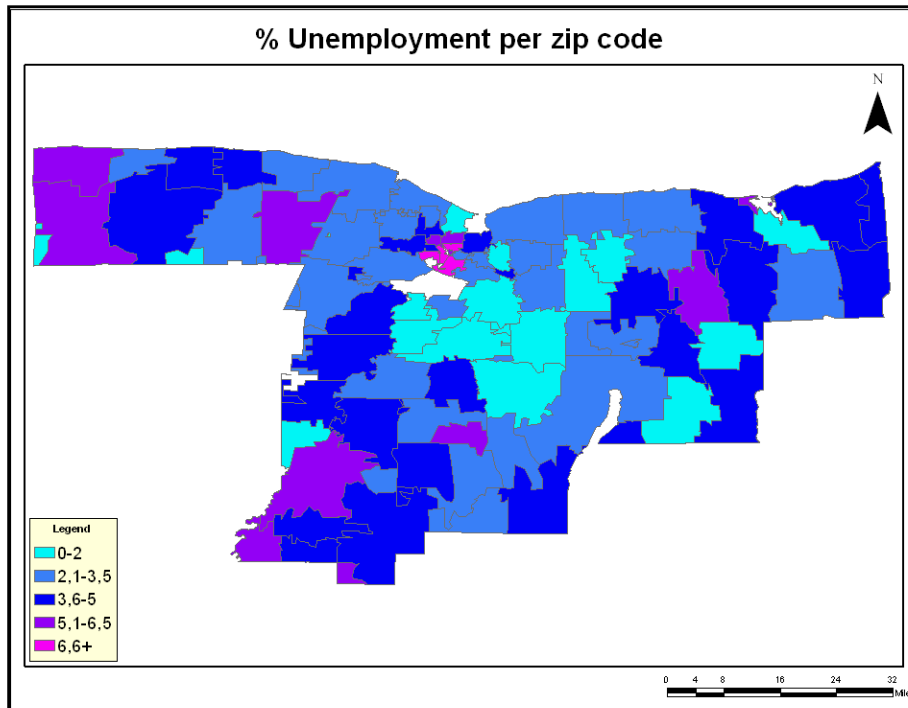 % Unemployment per zip code
N
Legend
0-2
2,1-3,5
3,6-5
5,1-6,5
6,6+
0 4 8 16 24 32